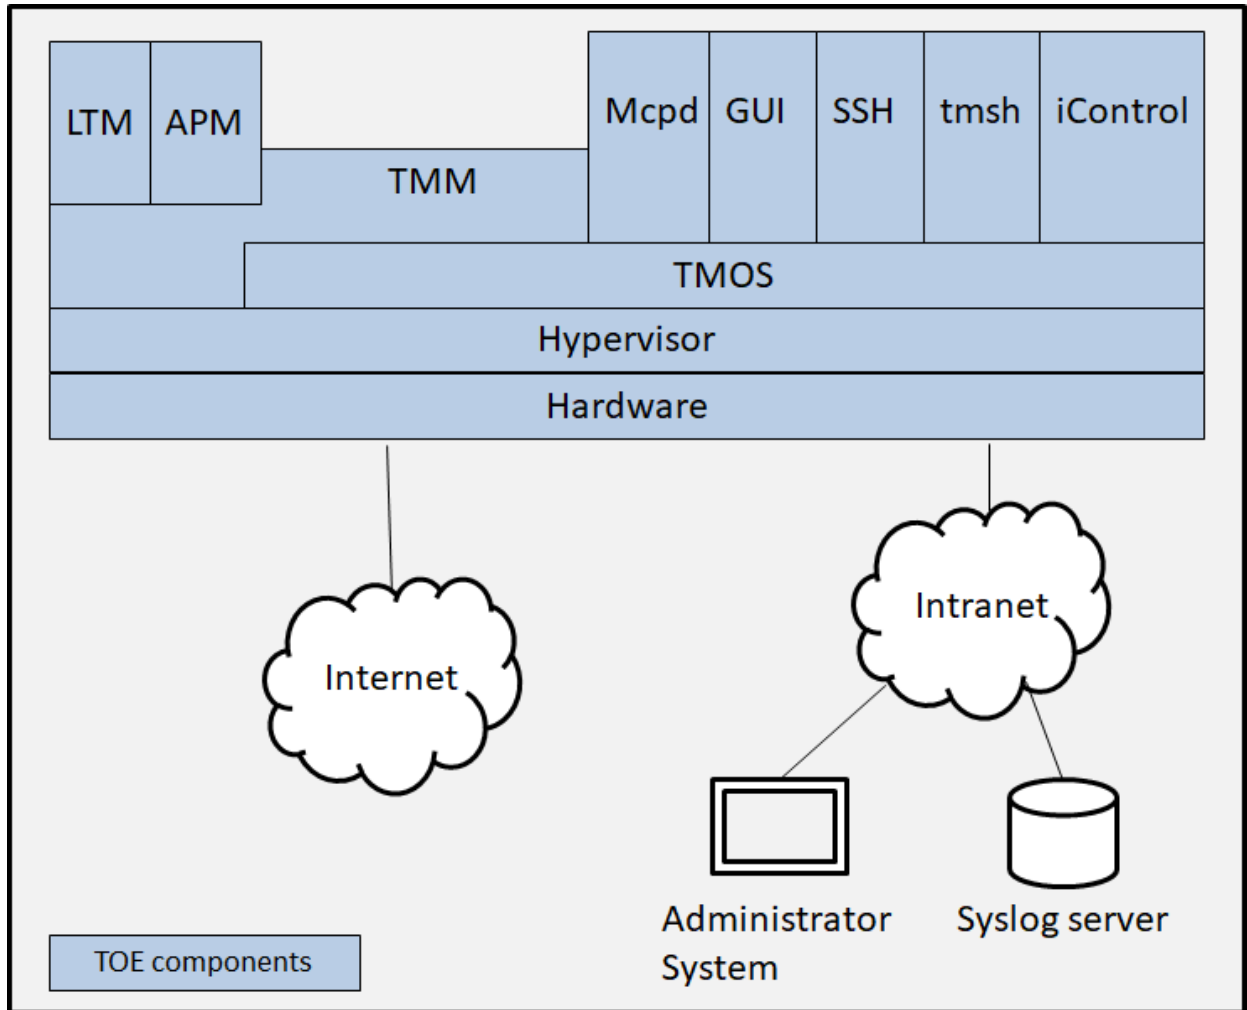 LTM
APM
TMM
Mcpd
GUI
SSH
tmsh
iControl
TMOS
Hypervisor
Hardware
Internet
Intranet
Administrator
System
Syslog server
TOE components